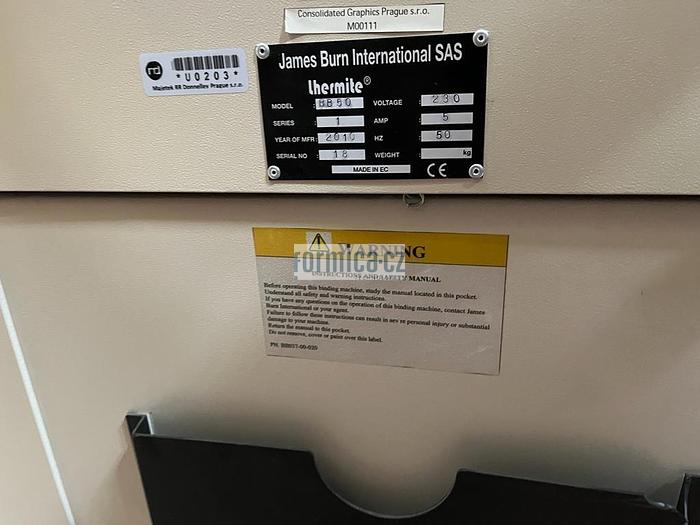 Consolidated Graphics Prague s.r.o.
M00111
rd
*U0203*
Majetek RR Donnelley Prague s.r.o.
James Burn International SAS
lhermite®
MODEL : BB50 VOLTAGE : 230
SERIES : 1 AMP : 5
YEAR OF MFR : 2010 HZ : 50
SERIAL NO : 18 WEIGHT : kg
MADE IN EC CE
WARNING
formica.cz
INSTRUCTIONS AND SAFETY MANUAL
Before operating this binding machine, study the manual located in this pocket.
Understand all safety and warning instructions.
If you have any questions on the operation of this binding machine, contact James
Burn International or your agent.
Failure to follow these instructions can result in severe personal injury or substantial
damage to your machine.
Return the manual to this pocket.
Do not remove, cover or paint over this label.
PN. BB057-00-020